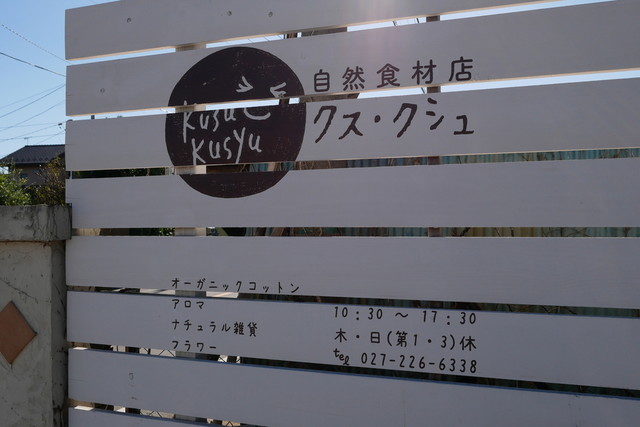 自然食材店
クス・クシュ
Kusu
Kusyu
オーガニックコットン
アロマ
ナチュラル雑貨
フラワー
10:30 〜 17:30
木・日(第1・3)休
tel 027-226-6338